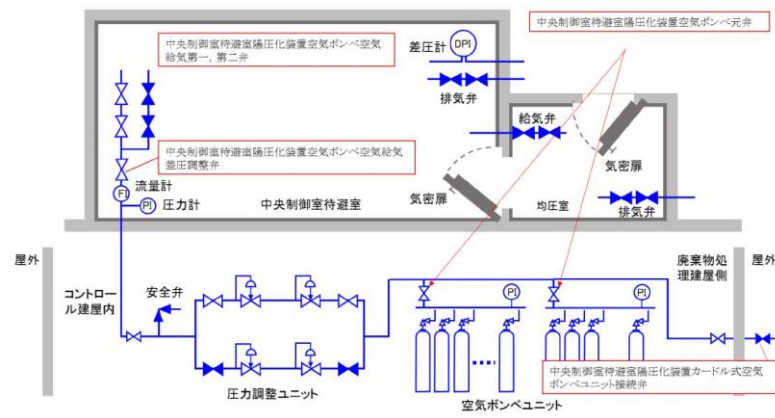 中央制御室待避室陽圧化装置空気ボンベ空気
給気第一，第二弁
差圧計
DPI
中央制御室待避室陽圧化装置空気ボンベ元弁
排気弁
給気弁
中央制御室待避室陽圧化装置空気ボンベ空気給気
差圧調整弁
気密扉
FI
流量計
PI
圧力計
中央制御室待避室
気密扉
均圧室
排気弁
屋外
廃棄物処
理建屋側
屋外
コントロー
ル建屋内
安全弁
PI
PI
圧力調整ユニット
空気ボンベユニット
中央制御室待避室陽圧化装置カードル式空気
ボンベユニット接続弁